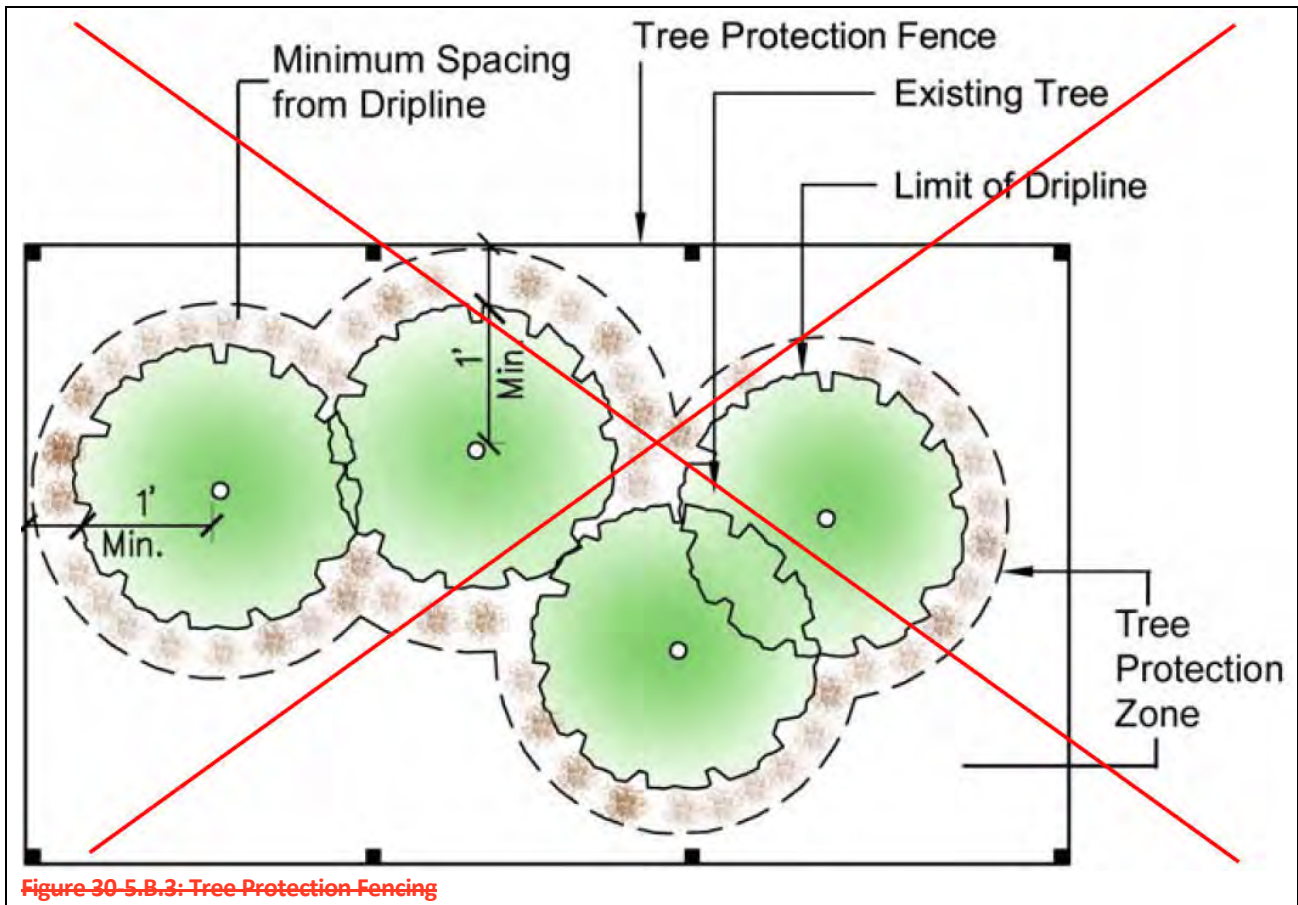 Tree Protection Fence
Minimum Spacing
from Dripline
Existing Tree
Limit of Dripline
1'
Min.
1'
Min.
Tree
Protection
Zone
Figure 30-5.B.3: Tree Protection Fencing